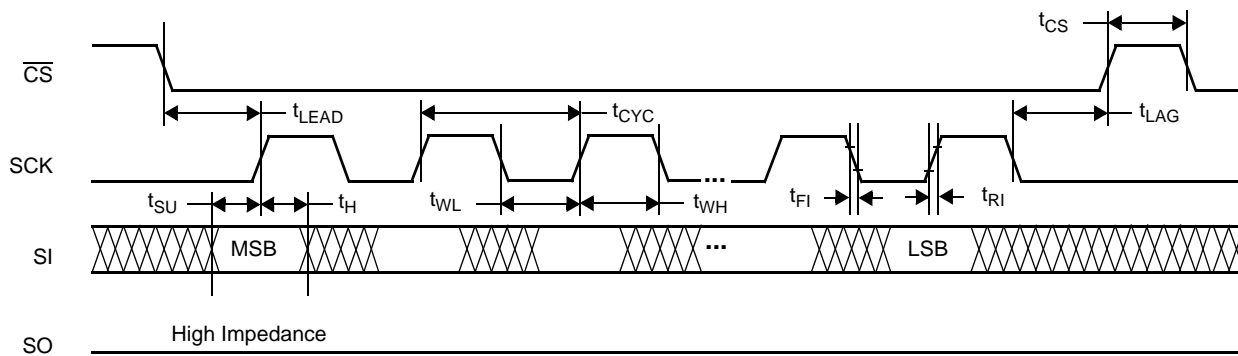 tCS
CS
tLEAD
tCYC
tLAG
SCK
...
tSU
tH
tWL
tWH
tFI
tRI
SI
MSB
...
LSB
High Impedance
SO